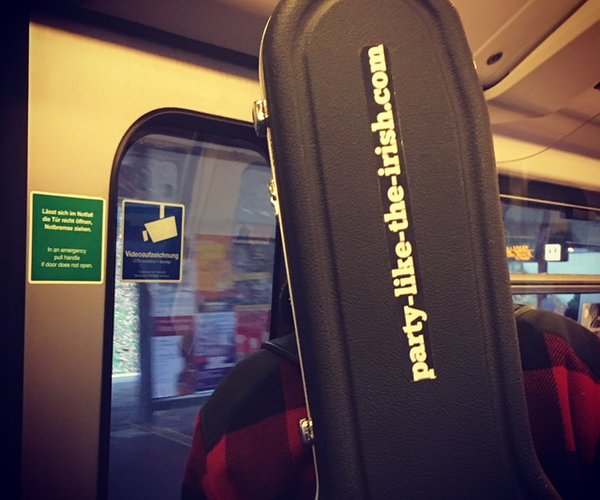 Lässt sich im Notfall
die Tür nicht öffnen,
Notbremse ziehen.
In an emergency
pull handle
if door does not open.
Videoaufzeichnung
party-like-the-irish.com